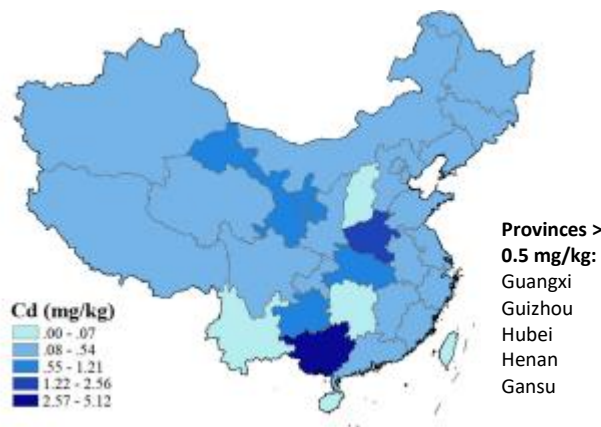 Provinces >
0.5 mg/kg:
Guangxi
Guizhou
Hubei
Henan
Gansu
Cd (mg/kg)
.00 - .07
.08 - .54
.55 - 1.21
1.22 - 2.56
2.57 - 5.12